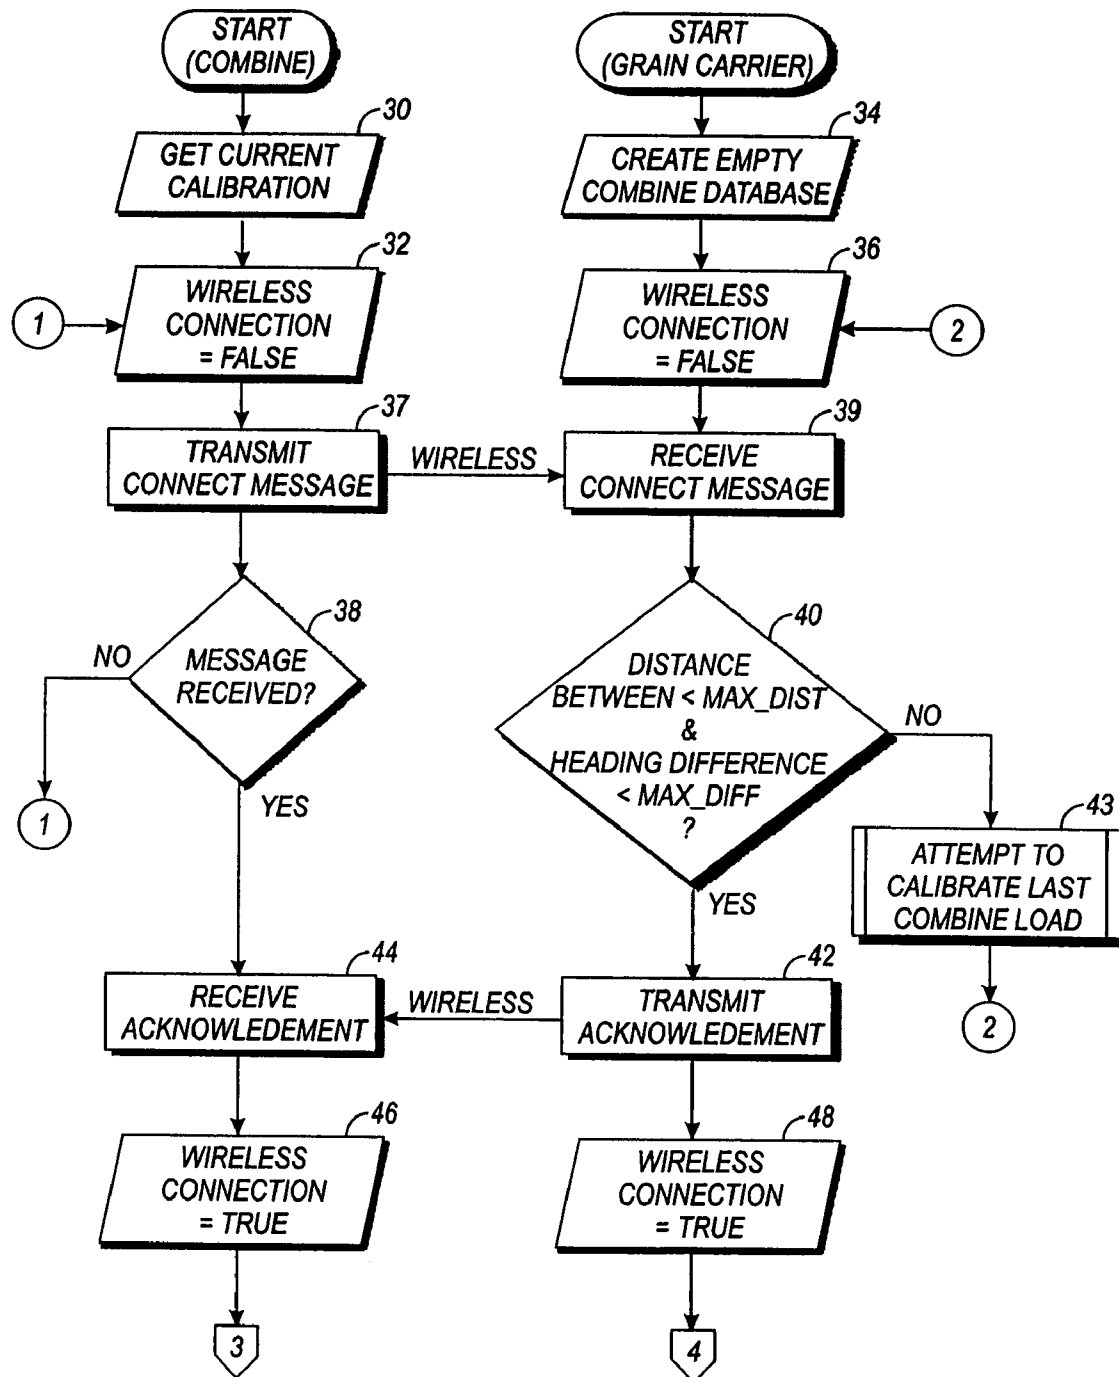 START
(COMBINE)
START
(GRAIN CARRIER)
30
GET CURRENT
CALIBRATION
34
CREATE EMPTY
COMBINE DATABASE
32
WIRELESS
CONNECTION
= FALSE
1
36
WIRELESS
CONNECTION
= FALSE
2
37
TRANSMIT
CONNECT MESSAGE
WIRELESS
39
RECEIVE
CONNECT MESSAGE
38
MESSAGE
RECEIVED?
NO
1
YES
40
DISTANCE
BETWEEN < MAX_DIST
&
HEADING DIFFERENCE
< MAX_DIFF
?
NO
YES
43
ATTEMPT TO
CALIBRATE LAST
COMBINE LOAD
2
44
RECEIVE
ACKNOWLEDEMENT
WIRELESS
42
TRANSMIT
ACKNOWLEDEMENT
46
WIRELESS
CONNECTION
= TRUE
48
WIRELESS
CONNECTION
= TRUE
3
4